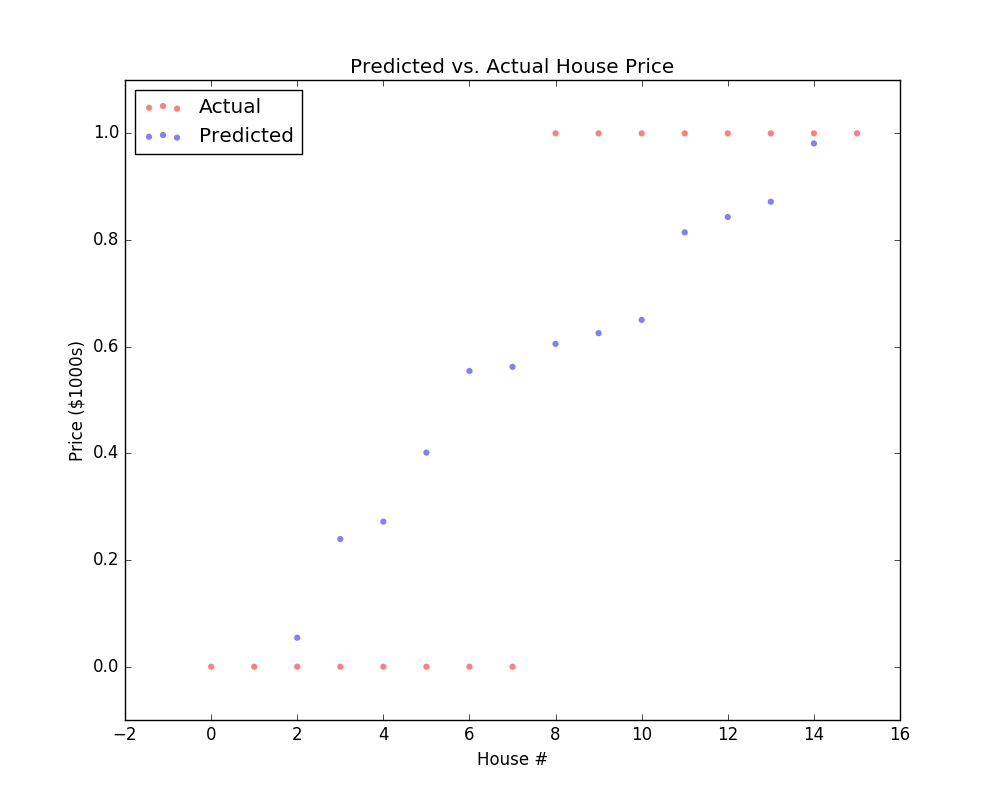 Predicted vs. Actual House Price
Actual
Predicted
1.0
0.8
0.6
0.4
0.2
0.0
Price ($1000s)
−2 0 2 4 6 8 10 12 14 16
House #